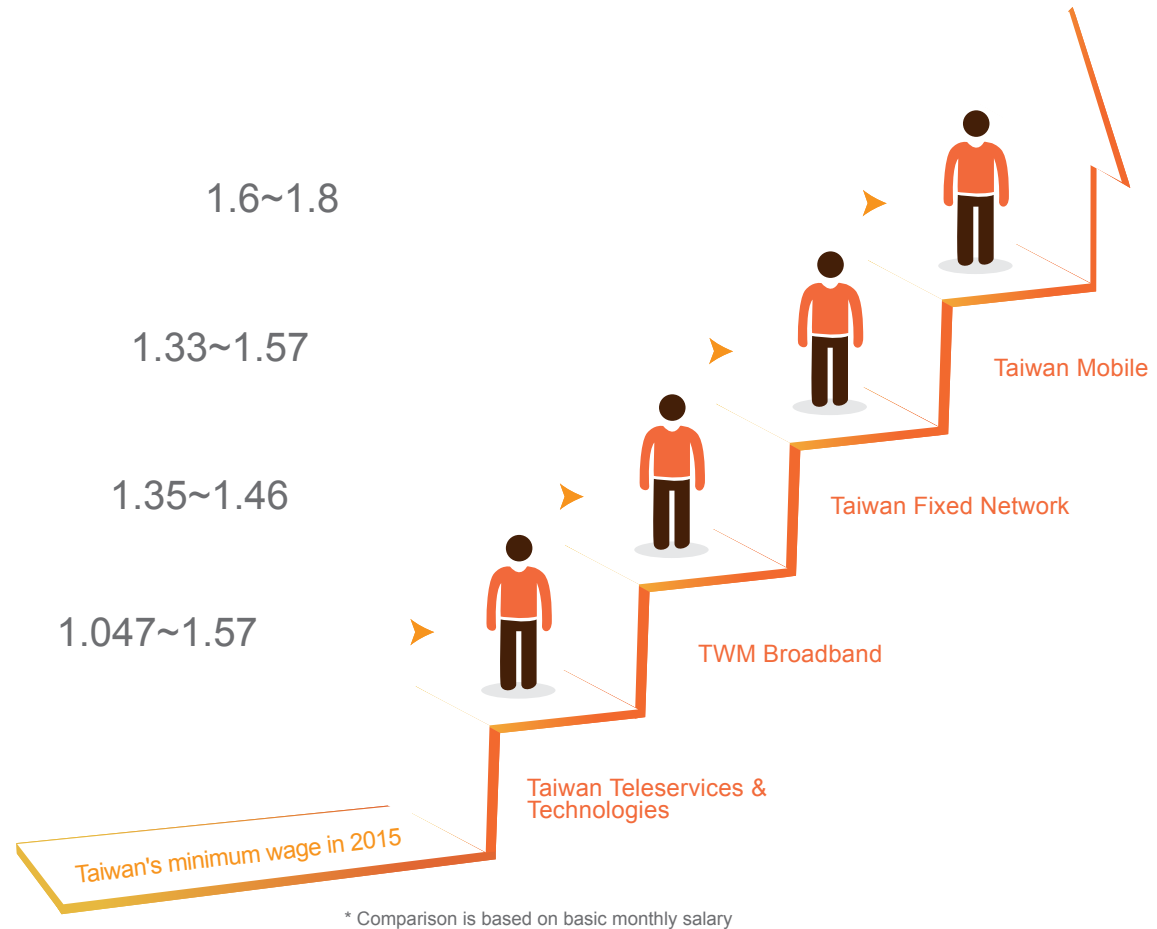 1.6~1.8
1.33~1.57
Taiwan Mobile
1.35~1.46
Taiwan Fixed Network
1.047~1.57
TWM Broadband
Taiwan Teleservices &
Technologies
Taiwan's minimum wage in 2015
* Comparison is based on basic monthly salary